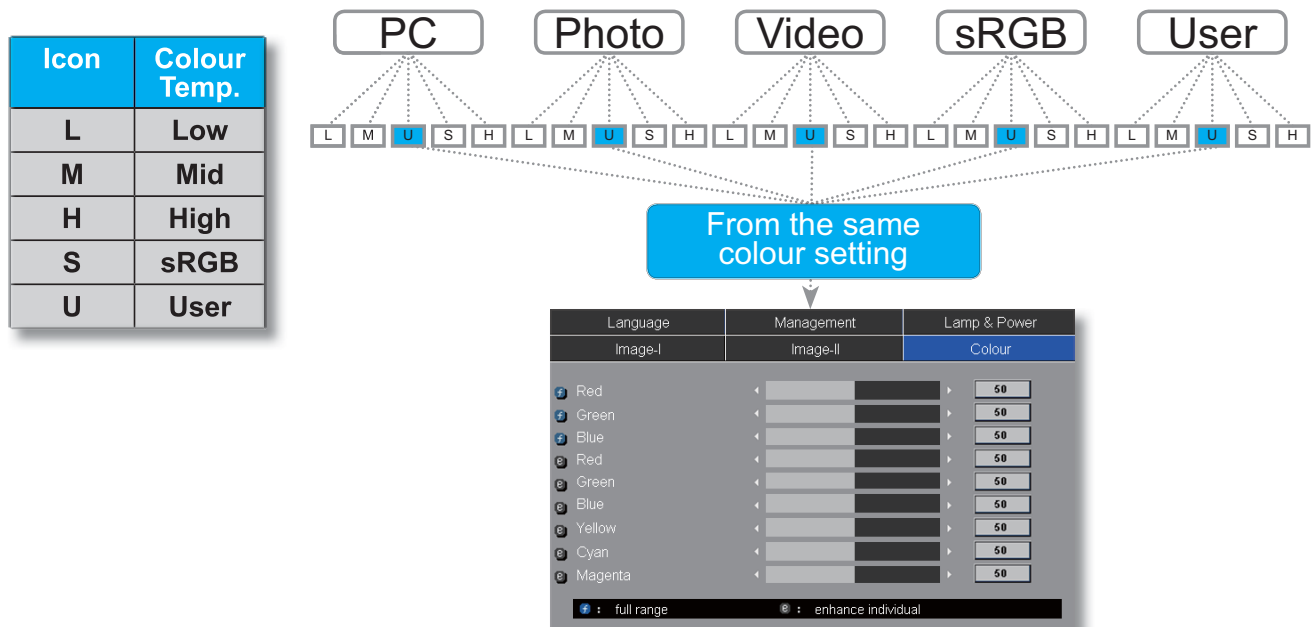 Icon Colour Temp.
L Low
M Mid
H High
S sRGB
U User
PC Photo Video sRGB User
L M U S H L M U S H L M U S H L M U S H L M U S H
From the same
colour setting
Language Management Lamp & Power
Image-I Image-II Colour
f Red 50
f Green 50
f Blue 50
e Red 50
e Green 50
e Blue 50
e Yellow 50
e Cyan 50
e Magenta 50
f : full range e : enhance individual